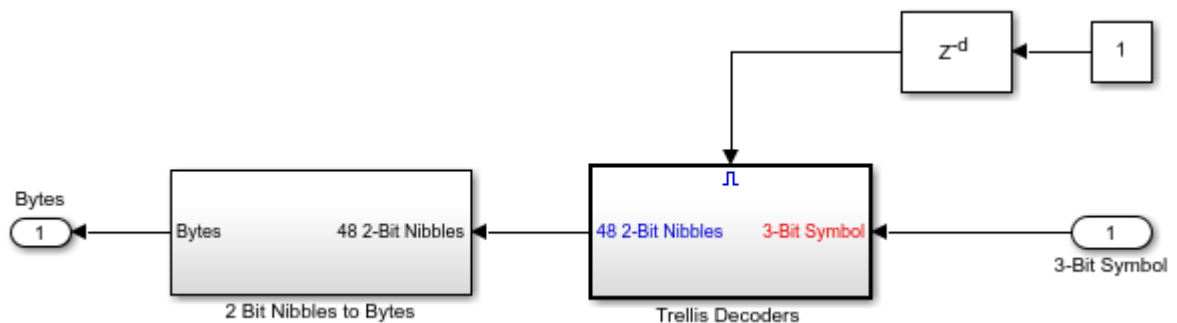 Z-d
1
Bytes
1
Bytes
48 2-Bit Nibbles
48 2-Bit Nibbles
3-Bit Symbol
1
3-Bit Symbol
2 Bit Nibbles to Bytes
Trellis Decoders